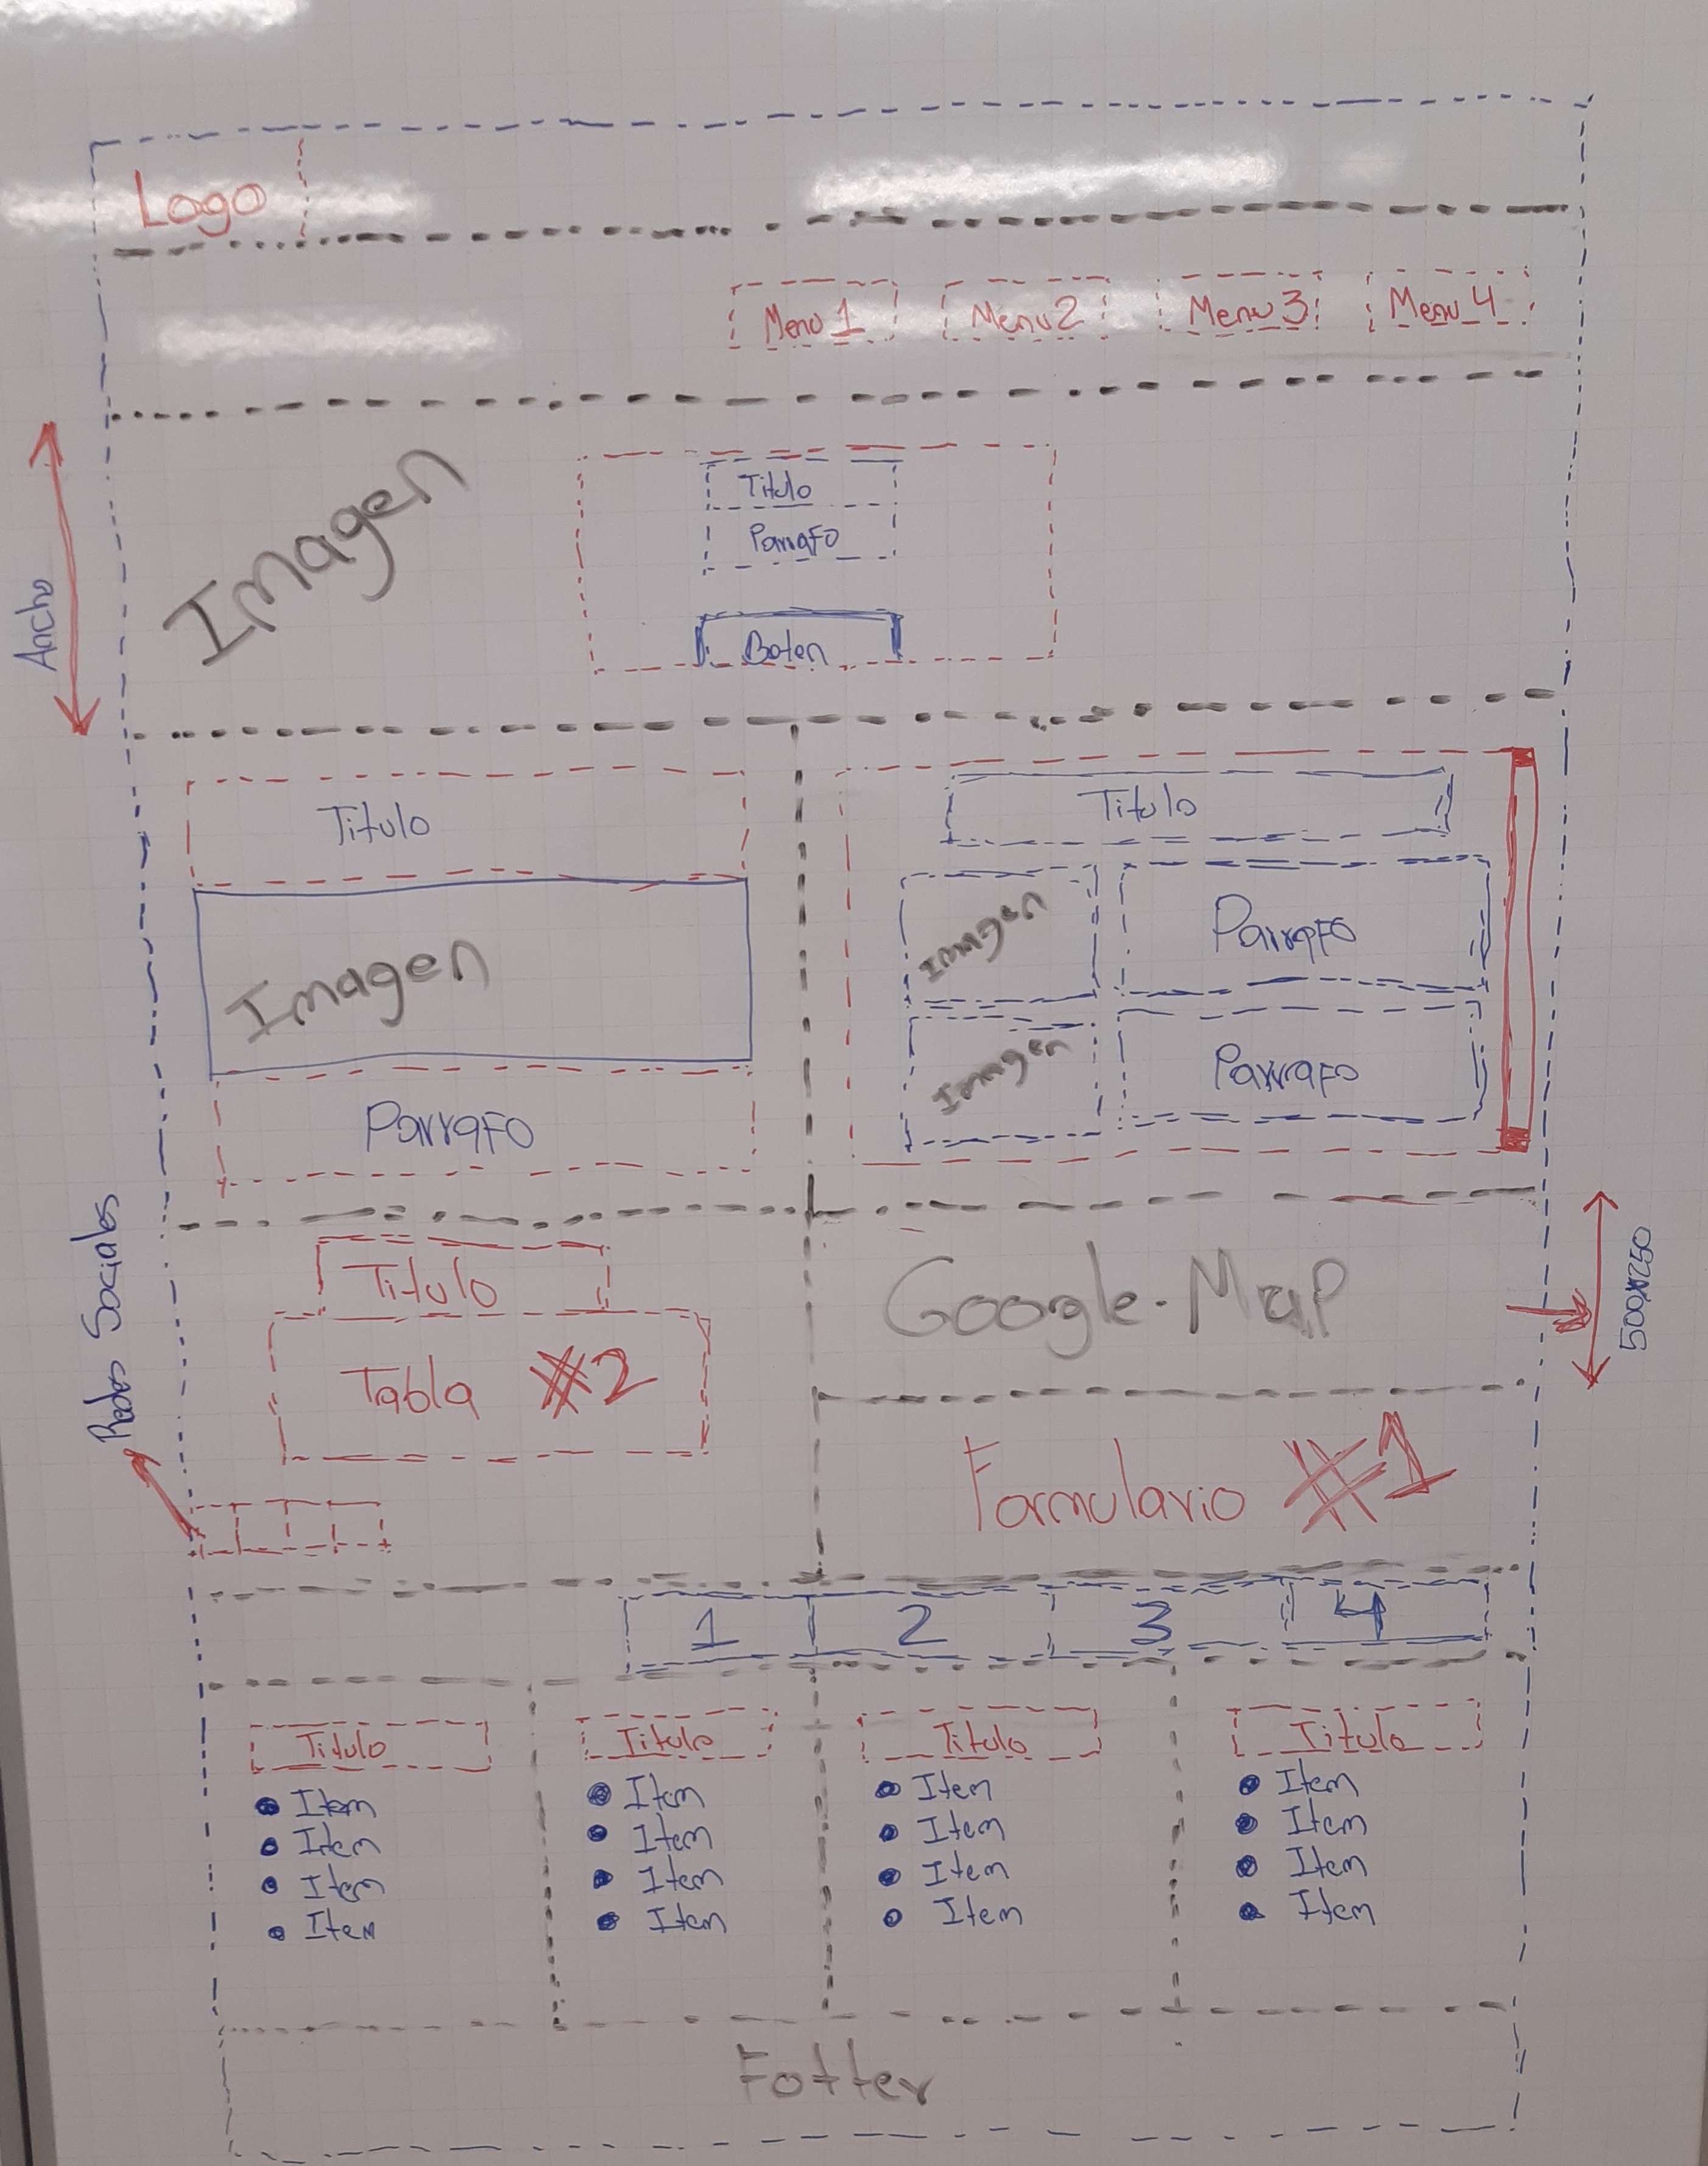 Logo
Menu 1 Menu 2 Menu 3 Menu 4
Ancho
Imagen
Titulo
Parrafo
Boton
Titulo
Imagen
Parrafo
Titulo
Imagen Parrafo
Imagen Parrafo
Redes Sociales
Titulo
Tabla #2
Google-Map
500x250
Formulario #1
1 2 3 4
Titulo
Item
Item
Item
Item
Titulo
Item
Item
Item
Item
Titulo
Item
Item
Item
Item
Titulo
Item
Item
Item
Item
Fotter